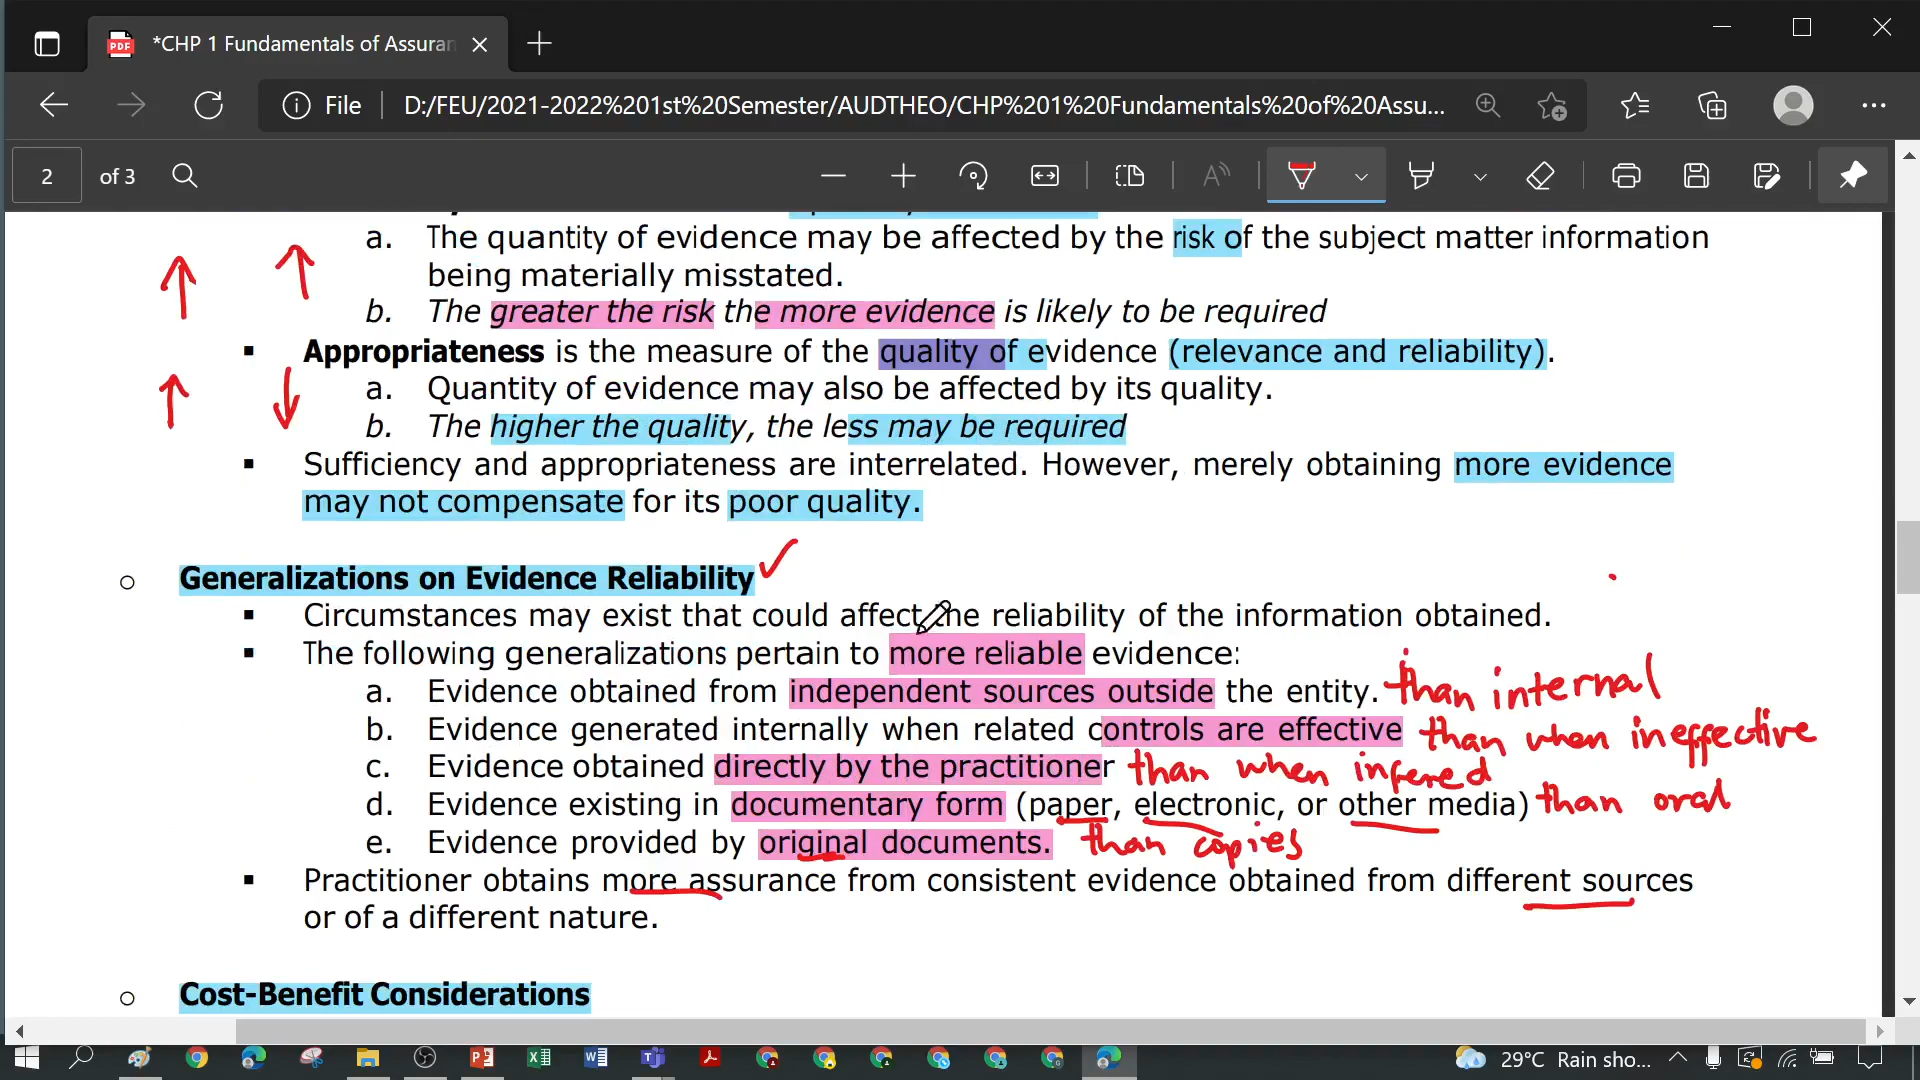 *CHP 1 Fundamentals of Assuran
File
D:/FEU/2021-2022%201st%20Semester/AUDTHEO/CHP%201%20Fundamentals%20of%20Assu...
2 of 3
a. The quantity of evidence may be affected by the risk of the subject matter information
being materially misstated.
b. The greater the risk the more evidence is likely to be required
▪ Appropriateness is the measure of the quality of evidence (relevance and reliability).
a. Quantity of evidence may also be affected by its quality.
b. The higher the quality, the less may be required
▪ Sufficiency and appropriateness are interrelated. However, merely obtaining more evidence
may not compensate for its poor quality.
o Generalizations on Evidence Reliability
▪ Circumstances may exist that could affect the reliability of the information obtained.
▪ The following generalizations pertain to more reliable evidence:
a. Evidence obtained from independent sources outside the entity. than internal
b. Evidence generated internally when related controls are effective than when ineffective
c. Evidence obtained directly by the practitioner than when infered
d. Evidence existing in documentary form (paper, electronic, or other media) than oral
e. Evidence provided by original documents. than copies
▪ Practitioner obtains more assurance from consistent evidence obtained from different sources
or of a different nature.
o Cost-Benefit Considerations
29°C Rain sho...